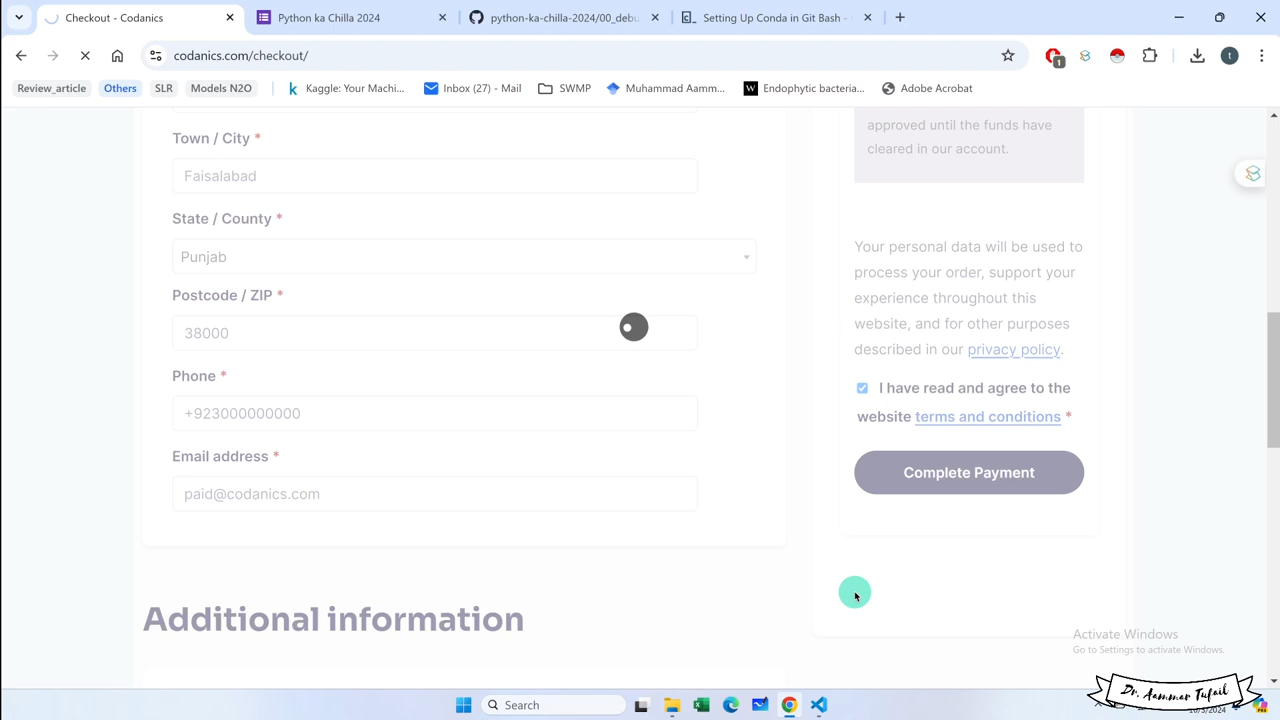 Checkout - Codanics
Python ka Chilla 2024
python-ka-chilla-2024/00_debu
Setting Up Conda in Git Bash -
codanics.com/checkout/
1
t
Review_article
Others
SLR
Models N2O
Kaggle: Your Machi...
Inbox (27) - Mail
SWMP
Muhammad Aamm...
Endophytic bacteria...
Adobe Acrobat
Town / City *
Faisalabad
State / County *
Punjab
Postcode / ZIP *
38000
Phone *
+923000000000
Email address *
paid@codanics.com
Additional information
approved until the funds have
cleared in our account.
Your personal data will be used to
process your order, support your
experience throughout this
website, and for other purposes
described in our privacy policy.
I have read and agree to the
website terms and conditions *
Complete Payment
Activate Windows
Go to Settings to activate Windows.
Dr. Aammar Tufail
Search